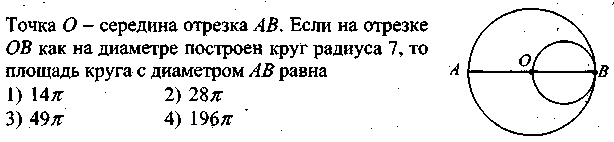 Точка O – середина отрезка AB. Если на отрезке
OB как на диаметре построен круг радиуса 7, то
площадь круга с диаметром AB равна
1) 14π 2) 28π
3) 49π 4) 196π
A O B